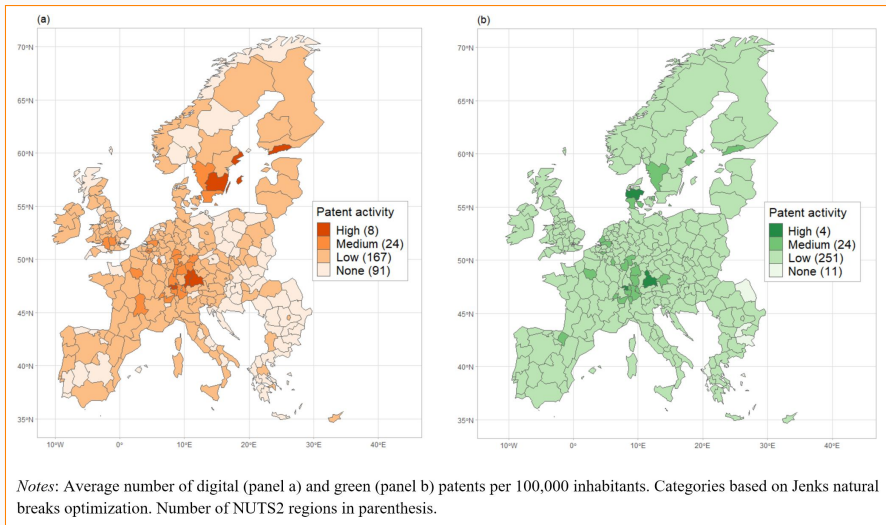 (a)
70°N
65°N
60°N
55°N
50°N
45°N
40°N
35°N
10°W
0°
10°E
20°E
30°E
40°E
Patent activity
High (8)
Medium (24)
Low (167)
None (91)
(b)
70°N
65°N
60°N
55°N
50°N
45°N
40°N
35°N
10°W
0°
10°E
20°E
30°E
40°E
Patent activity
High (4)
Medium (24)
Low (251)
None (11)
Notes: Average number of digital (panel a) and green (panel b) patents per 100,000 inhabitants. Categories based on Jenks natural
breaks optimization. Number of NUTS2 regions in parenthesis.